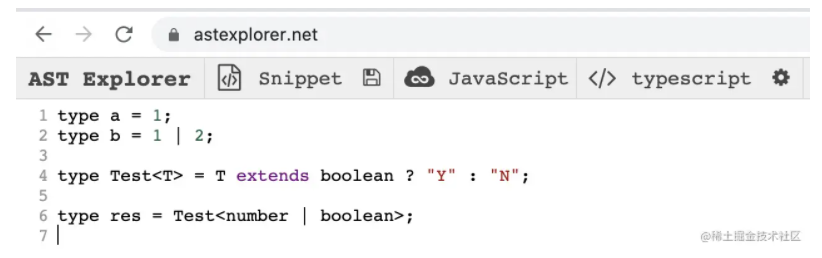 astexplorer.net
AST Explorer Snippet JavaScript </> typescript
1 type a = 1;
2 type b = 1 | 2;
3
4 type Test<T> = T extends boolean ? "Y" : "N";
5
6 type res = Test<number | boolean>;
7
@稀土掘金技术社区